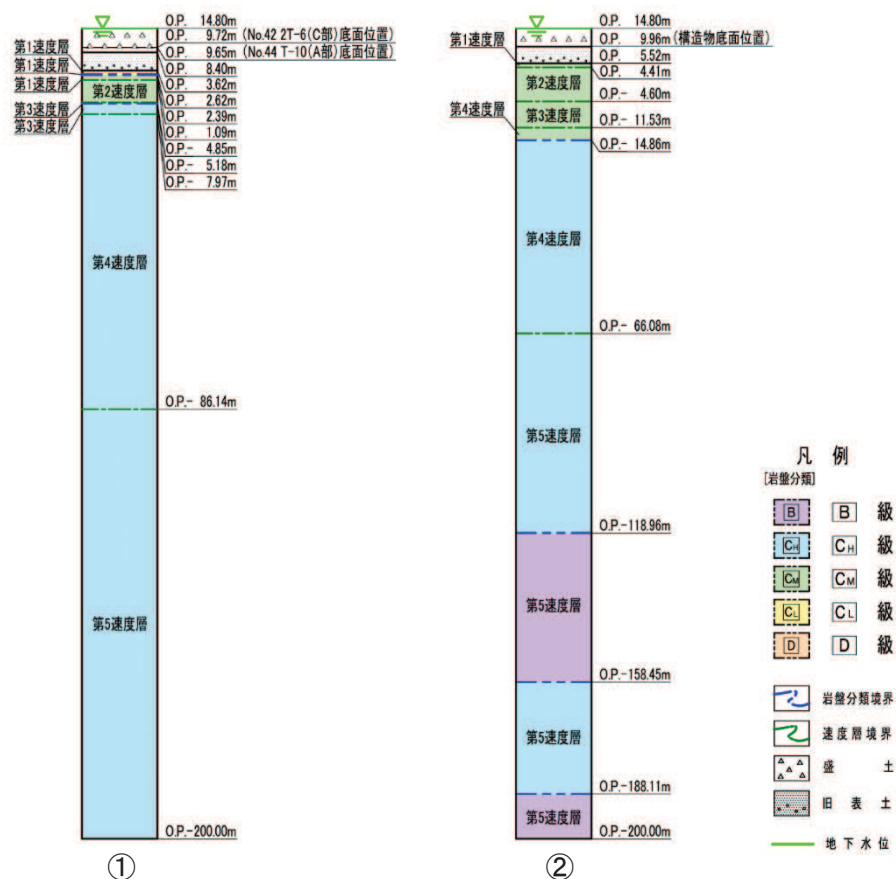 O.P. 14.80m
O.P. 9.72m (No.42 2T-6(C部)底面位置)
O.P. 9.65m (No.44 T-10(A部)底面位置)
O.P. 8.40m
O.P. 3.62m
O.P. 2.62m
O.P. 2.39m
O.P. 1.09m
O.P.- 4.85m
O.P.- 5.18m
O.P.- 7.97m
第1速度層
第1速度層
第1速度層
第2速度層
第3速度層
第3速度層
第4速度層
O.P.- 86.14m
第5速度層
O.P.-200.00m
①
O.P. 14.80m
O.P. 9.96m (構造物底面位置)
O.P. 5.52m
O.P. 4.41m
O.P.- 4.60m
O.P.- 11.53m
O.P.- 14.86m
第1速度層
第2速度層
第3速度層
第4速度層
第4速度層
O.P.- 66.08m
第5速度層
O.P.-118.96m
第5速度層
O.P.-158.45m
第5速度層
O.P.-188.11m
第5速度層
O.P.-200.00m
②
凡 例
[岩盤分類]
B B 級
CH CH 級
CM CM 級
CL CL 級
D D 級
岩盤分類境界
速度層境界
盛 土
旧 表 土
地下水位